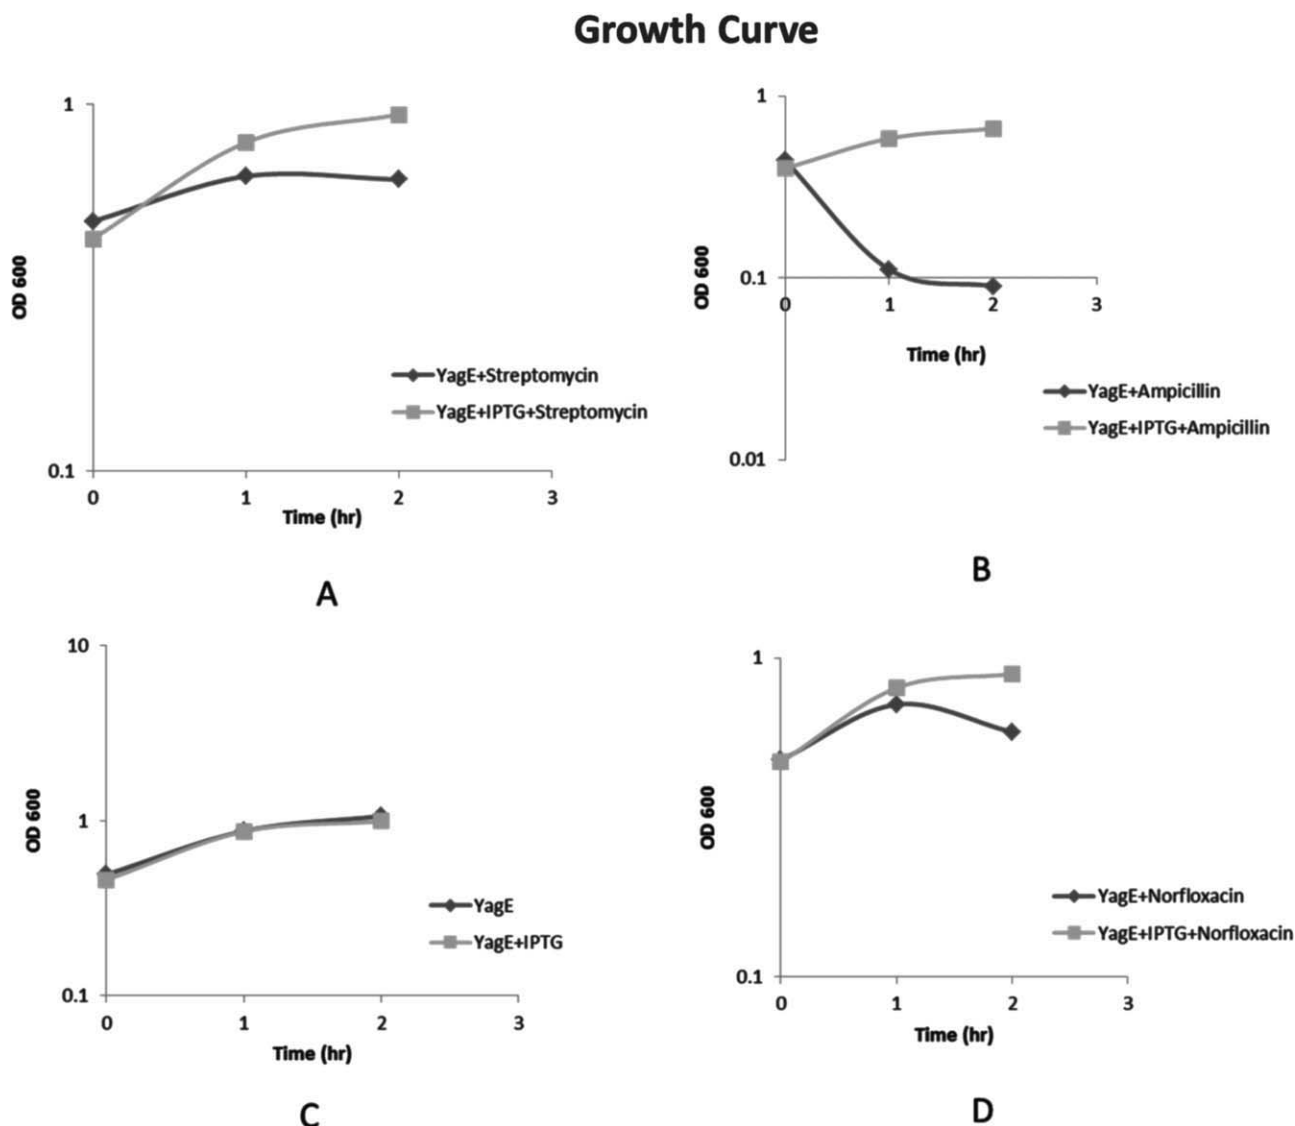 Growth Curve
1
0.1
OD 600
0 1 2 3
Time (hr)
YagE+Streptomycin
YagE+IPTG+Streptomycin
A
1
0.1
0.01
OD 600
0 1 2 3
Time (hr)
YagE+Ampicillin
YagE+IPTG+Ampicillin
B
10
1
0.1
OD 600
0 1 2 3
Time (hr)
YagE
YagE+IPTG
C
1
0.1
OD 600
0 1 2 3
Time (hr)
YagE+Norfloxacin
YagE+IPTG+Norfloxacin
D